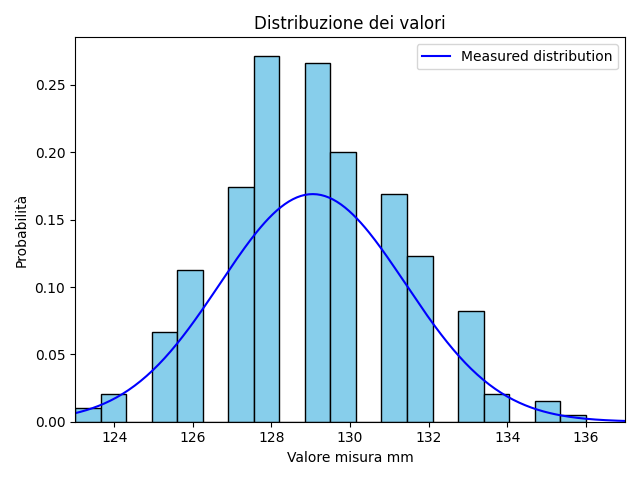 Distribuzione dei valori
Measured distribution
Probabilità
0.25
0.20
0.15
0.10
0.05
0.00
124 126 128 130 132 134 136
Valore misura mm